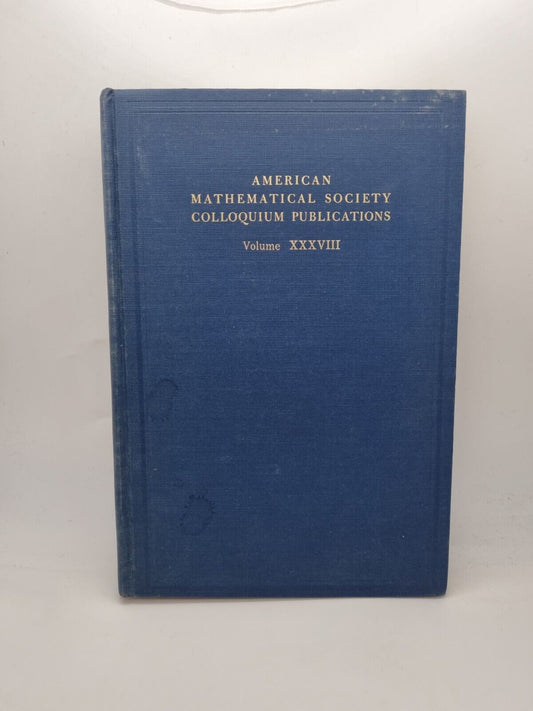 AMERICAN
MATHEMATICAL SOCIETY
COLLOQUIUM PUBLICATIONS
Volume XXXVIII